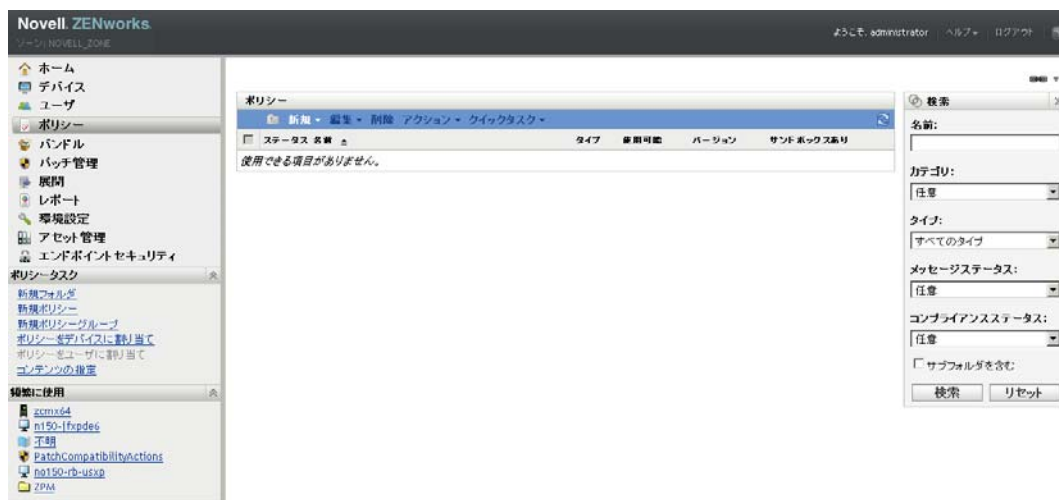 Novell. ZENworks.
ゾーン: NOVELL_ZONE
ようこそ. administrator ヘルプ ログアウト
ホーム
デバイス
ユーザ
ポリシー
バンドル
パッチ管理
展開
レポート
環境設定
アセット管理
エンドポイントセキュリティ
ポリシータスク
新規フォルダ
新規ポリシー
新規ポリシーグループ
ポリシーをデバイスに割り当て
ポリシーをユーザに割り当て
コンテンツの指定
頻繁に使用
zcmx64
n150-lfxpde6
不明
PatchCompatibilityActions
np150-rb-usxp
ZPM
ポリシー
新規 編集 削除 アクション クイックタスク
ステータス 名前 タイプ 使用可能 バージョン サンドボックスあり
使用できる項目がありません。
検索
名前:
カテゴリ:
任意
タイプ:
すべてのタイプ
メッセージステータス:
任意
コンプライアンスステータス:
任意
サブフォルダを含む
検索 リセット